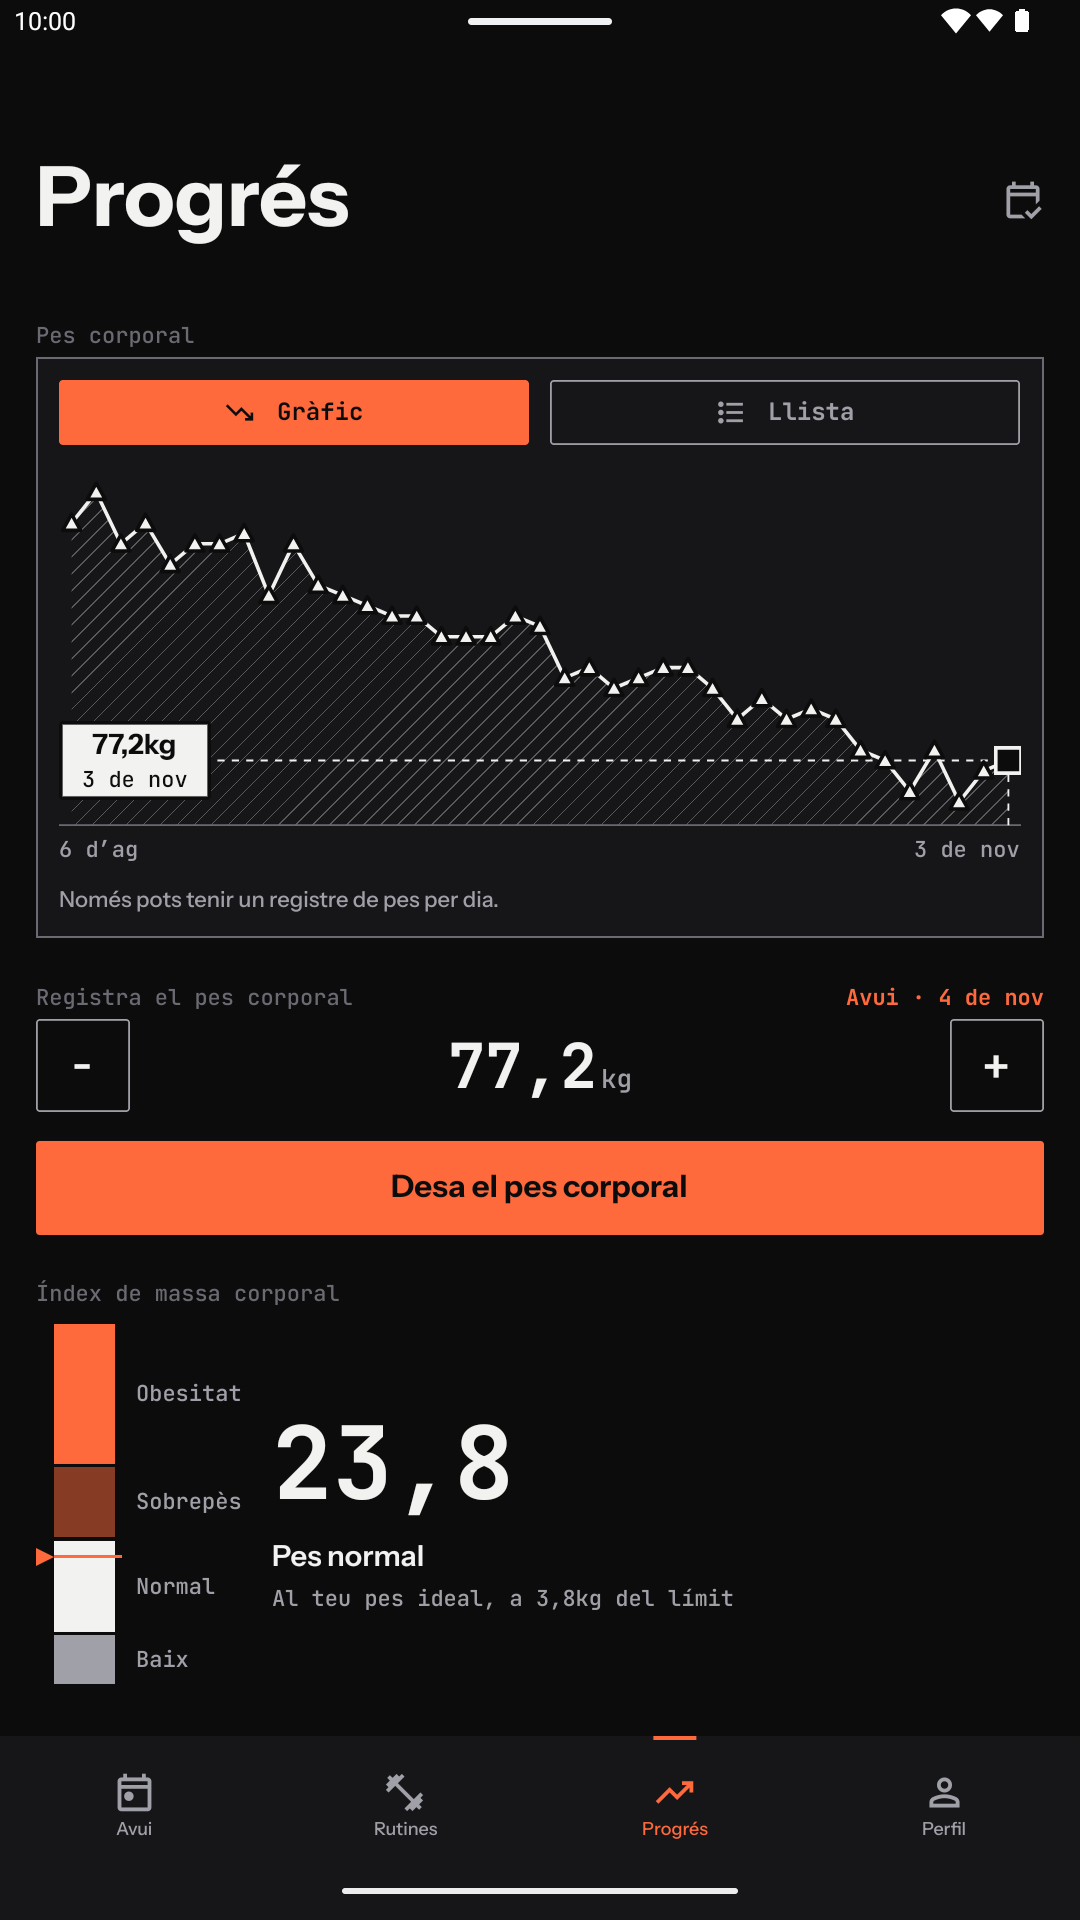 10:00
Progrés
Pes corporal
Gràfic
Llista
77,2kg
3 de nov
6 d’ag
3 de nov
Només pots tenir un registre de pes per dia.
Registra el pes corporal
Avui · 4 de nov
-
77,2kg
+
Desa el pes corporal
Índex de massa corporal
Obesitat
Sobrepès
Normal
Baix
23,8
Pes normal
Al teu pes ideal, a 3,8kg del límit
Avui
Rutines
Progrés
Perfil